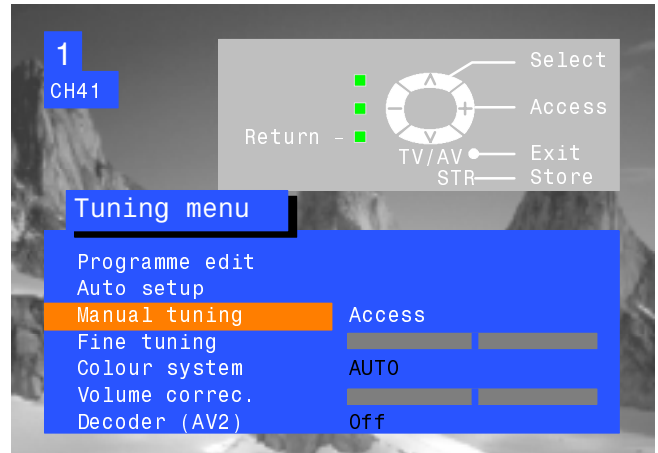 1
CH41
Select
Access
Return –
TV/AV Exit
STR Store
Tuning menu
Programme edit
Auto setup
Manual tuning Access
Fine tuning
Colour system AUTO
Volume correc.
Decoder (AV2) Off